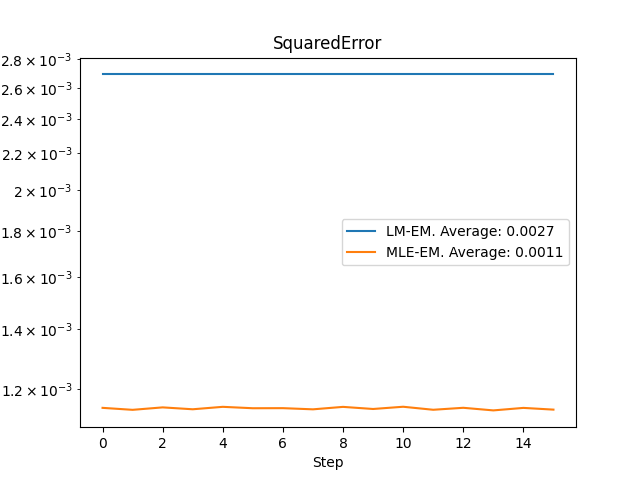 SquaredError
2.8 × 10⁻³
2.6 × 10⁻³
2.4 × 10⁻³
2.2 × 10⁻³
2 × 10⁻³
1.8 × 10⁻³
1.6 × 10⁻³
1.4 × 10⁻³
1.2 × 10⁻³
LM-EM. Average: 0.0027
MLE-EM. Average: 0.0011
0 2 4 6 8 10 12 14
Step